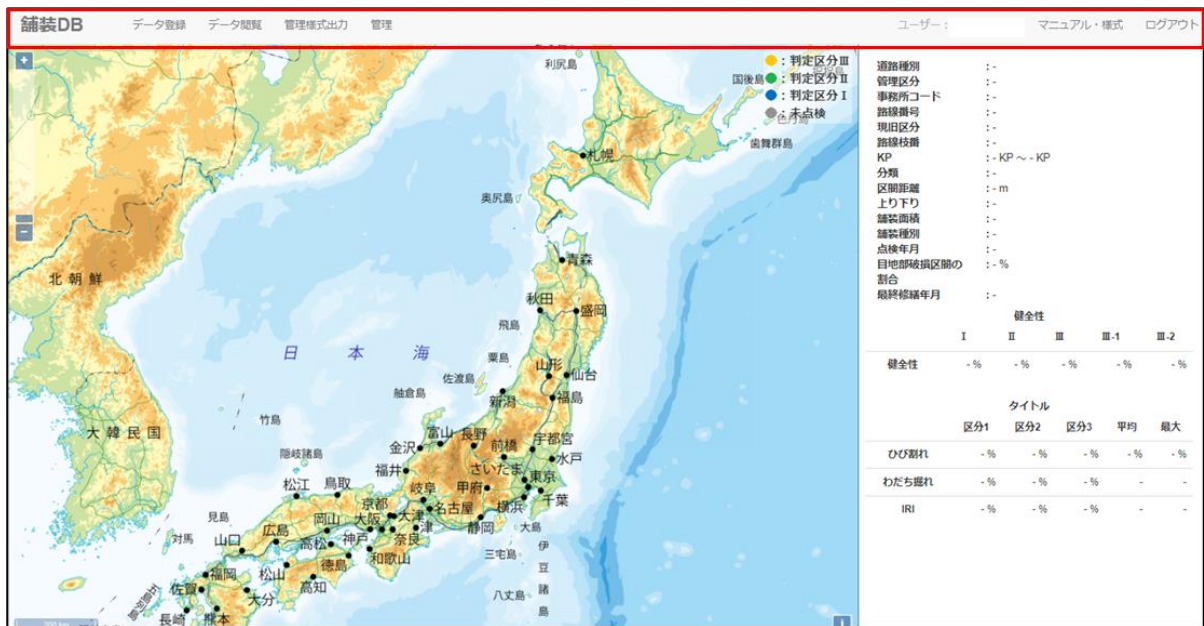 舗装DB データ登録 データ閲覧 管理様式出力 管理 ユーザー： マニュアル・様式 ログアウト
+
−
利尻島
国後島
歯舞群島
：判定区分Ⅲ
：判定区分Ⅱ
：判定区分Ⅰ
：未点検
札幌
奥尻島
青森
北朝鮮
秋田
盛岡
飛島
日本海
粟島
山形
仙台
佐渡島
舳倉島
新潟
福島
竹島
大韓民国
富山
長野
前橋
宇都宮
金沢
水戸
隠岐諸島
さいたま
福井
東京
松江
鳥取
岐阜
甲府
千葉
京都
横浜
見島
岡山
大阪
大津
名古屋
静岡
大島
対馬
広島
神戸
奈良
津
山口
高松
和歌山
三宅島
伊豆諸島
福岡
松山
徳島
佐賀
高知
八丈島
大分
長崎
熊本
200 km
i
道路種別 ：-
管理区分 ：-
事務所コード ：-
路線番号 ：-
現旧区分 ：-
路線枝番 ：-
KP ：- KP ～ - KP
分類 ：-
区間距離 ：- m
上り下り ：-
舗装面積 ：-
舗装種別 ：-
点検年月 ：-
目地部破損区間の ：- %
割合
最終修繕年月 ：-
健全性
Ⅰ Ⅱ Ⅲ Ⅲ-1 Ⅲ-2
健全性 - % - % - % - % - %
タイトル
区分1 区分2 区分3 平均 最大
ひび割れ - % - % - % - % - %
わだち掘れ - % - % - % - -
IRI - % - % - % - -